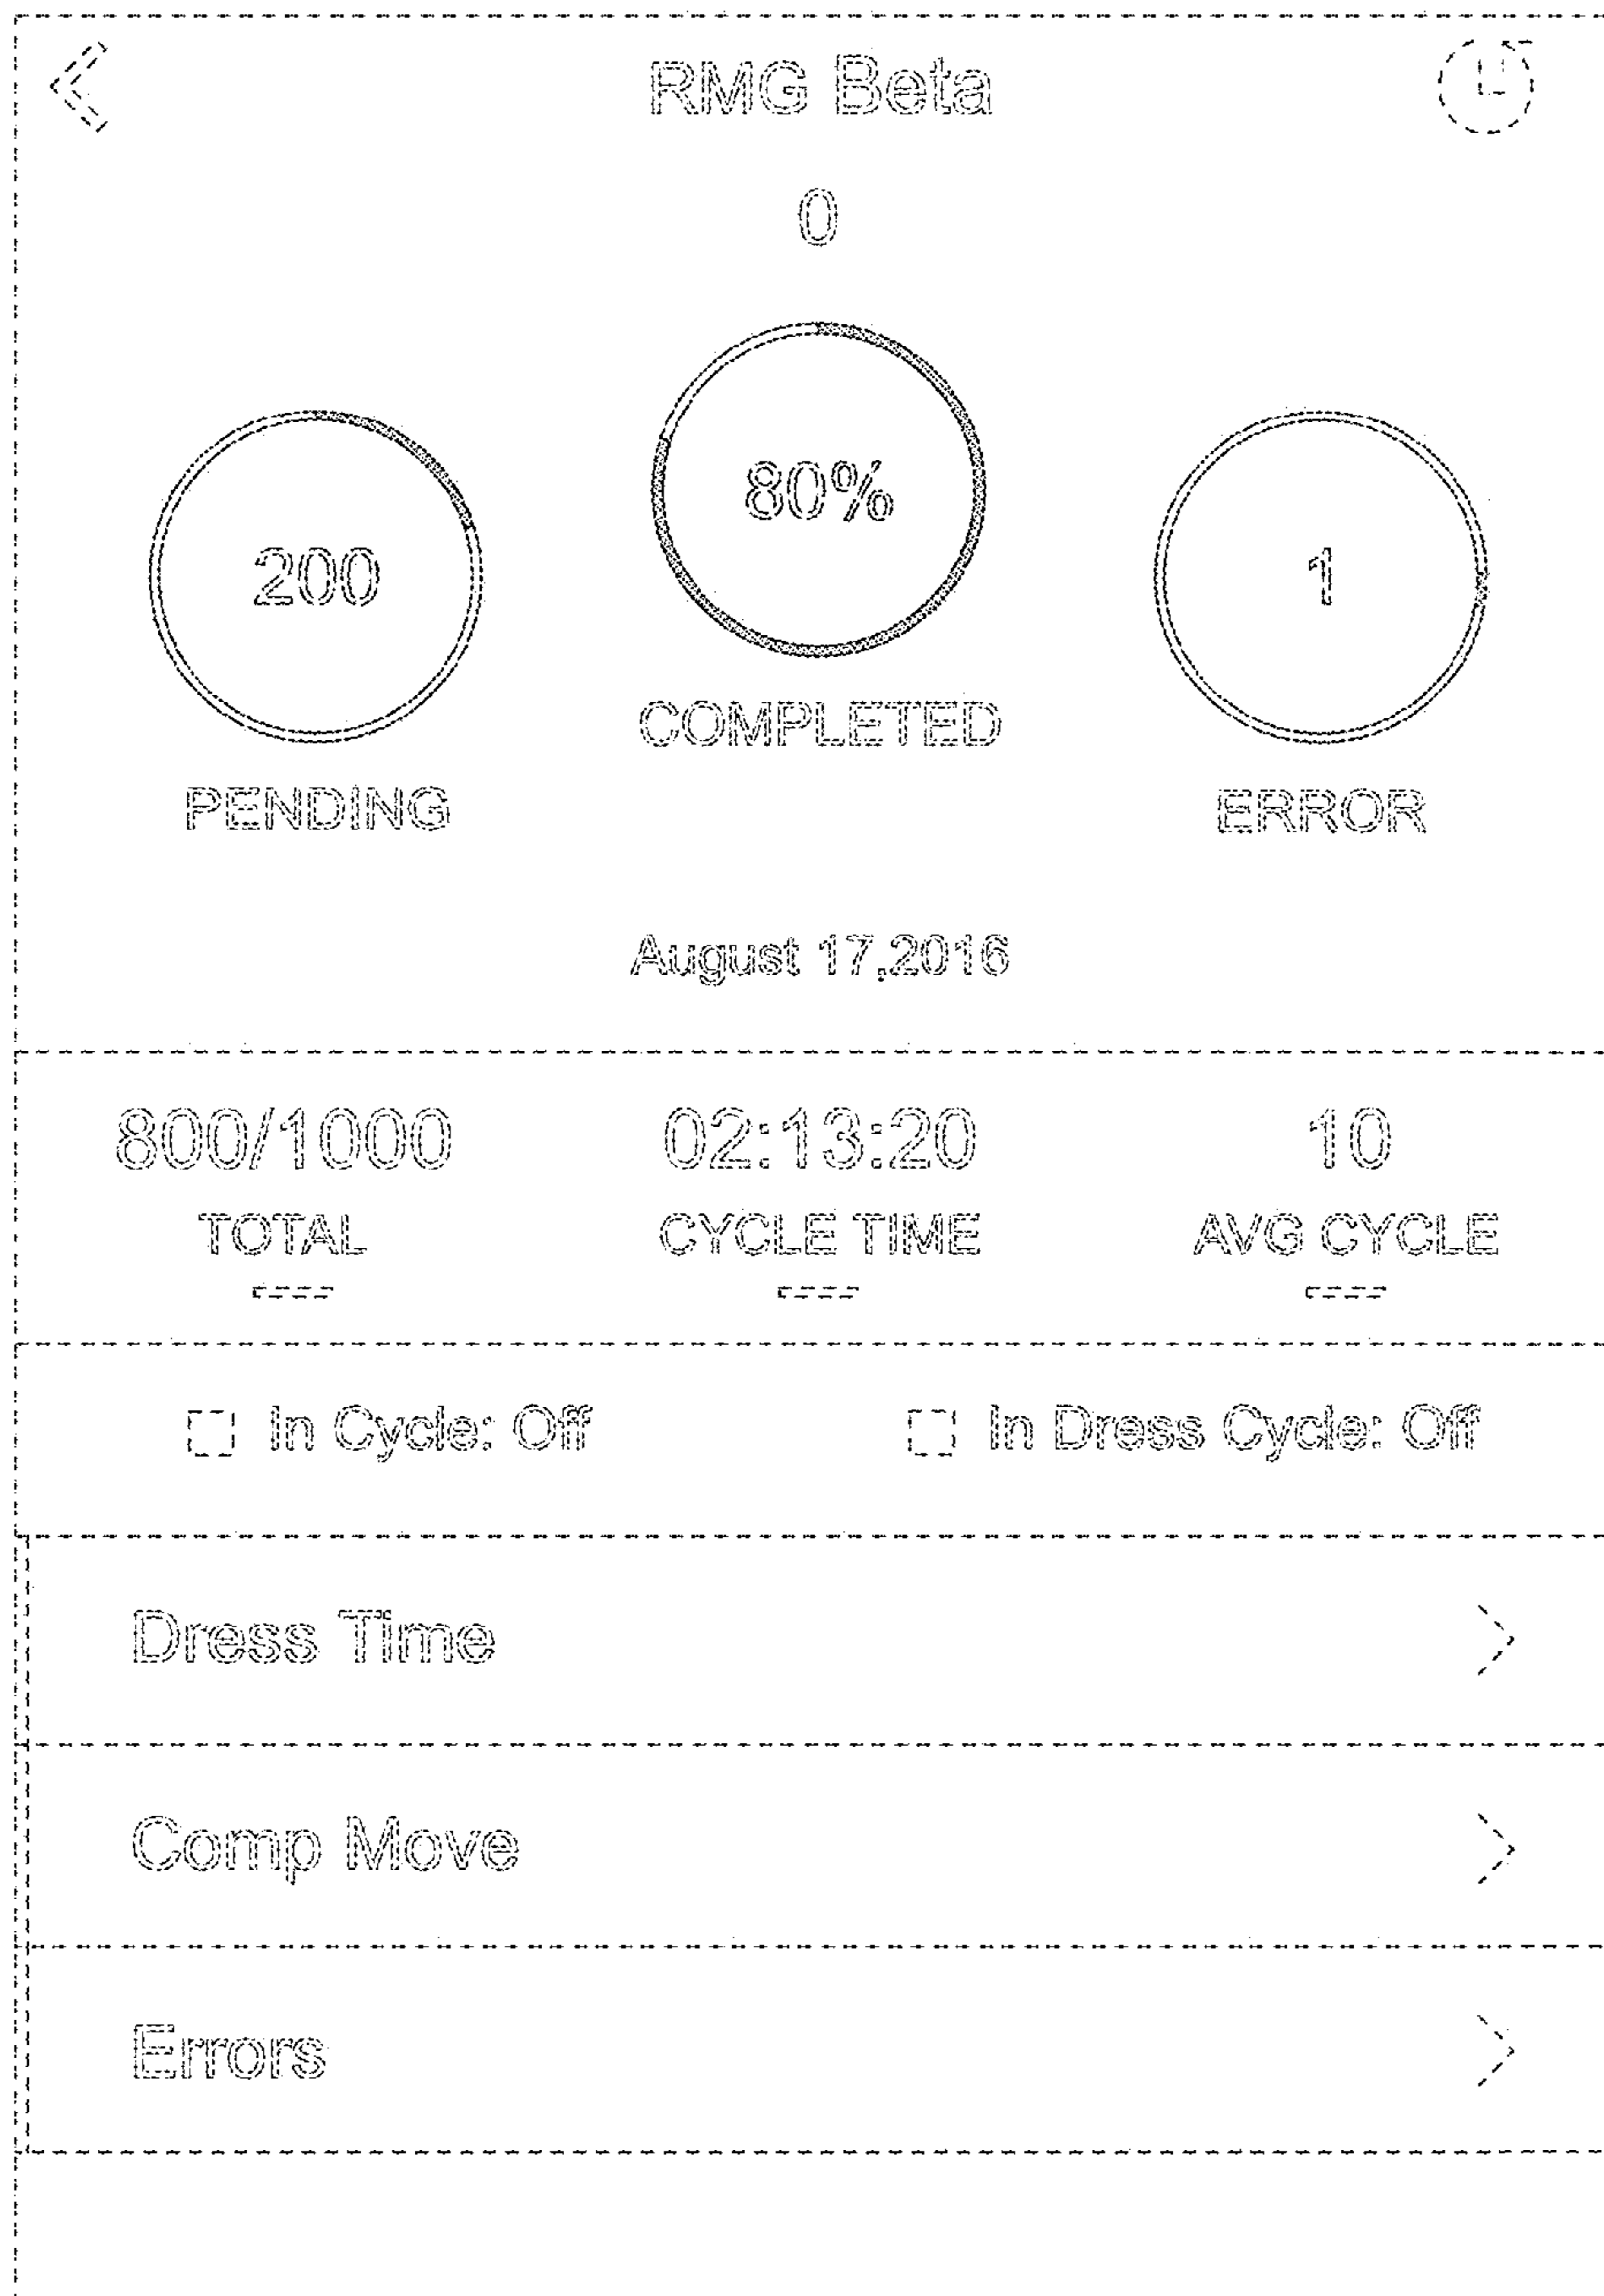 RMG Beta
0
200
80%
1
PENDING
COMPLETED
ERROR
August 17,2016
800/1000
02:13:20
10
TOTAL
CYCLE TIME
AVG CYCLE
In Cycle: Off
In Dress Cycle: Off
Dress Time
Comp Move
Errors